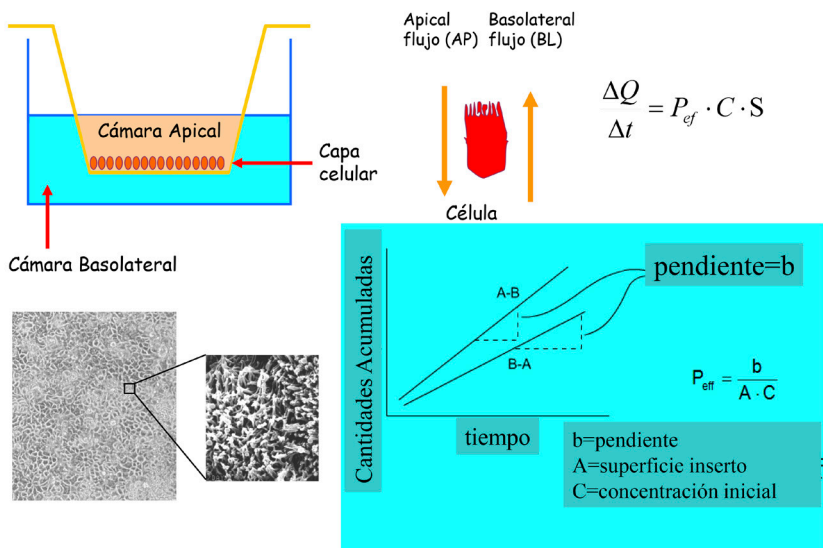 Apical
flujo (AP)
Basolateral
flujo (BL)
ΔQ/Δt = P_ef · C · S
Cámara Apical
Capa
celular
Célula
Cámara Basolateral
Cantidades Acumuladas
pendiente=b
A-B
B-A
P_eff = b/(A · C)
tiempo
b=pendiente
A=superficie inserto
C=concentración inicial